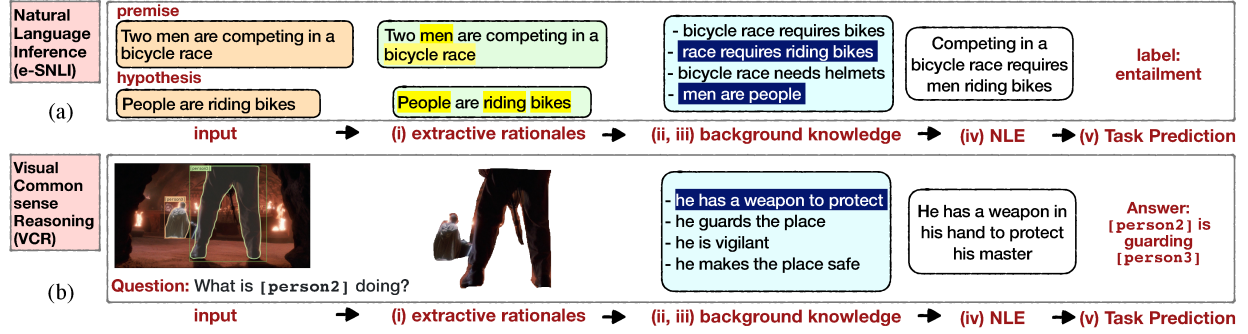 Natural
Language
Inference
(e-SNLI)
(a)
premise
Two men are competing in a
bicycle race
hypothesis
People are riding bikes
Two men are competing in a
bicycle race
People are riding bikes
- bicycle race requires bikes
- race requires riding bikes
- bicycle race needs helmets
- men are people
Competing in a
bicycle race requires
men riding bikes
label:
entailment
input
(i) extractive rationales
(ii, iii) background knowledge
(iv) NLE
(v) Task Prediction
Visual
Common
sense
Reasoning
(VCR)
(b)
Question: What is [person2] doing?
- he has a weapon to protect
- he guards the place
- he is vigilant
- he makes the place safe
He has a weapon in
his hand to protect
his master
Answer:
[person2] is
guarding
[person3]
input
(i) extractive rationales
(ii, iii) background knowledge
(iv) NLE
(v) Task Prediction